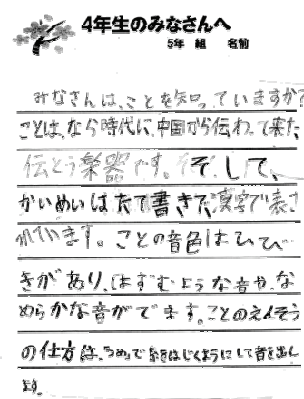 4年生のみなさんへ
5年 組 名前
みなさんは、ことを知っていますか?
ことは、なら時代に、中国から伝わって来た
伝とう楽器です。そして、
がくめいはたて書きで、漢字で表さ
れています。ことの音色はひび
きがあり、はずむような音や、な
めらかな音がでます。ことのえんそう
の仕方は、つめで糸をはじくようにして音を出し
ます。